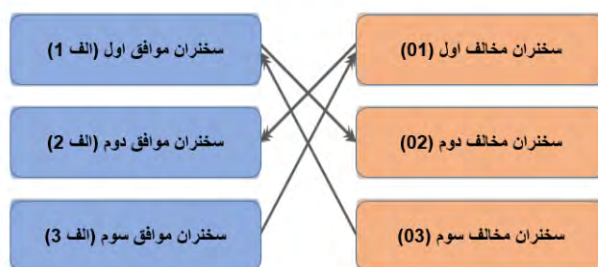 سخنران مخالف اول (01)
سخنران موافق اول (الف 1)
سخنران مخالف دوم (02)
سخنران موافق دوم (الف 2)
سخنران مخالف سوم (03)
سخنران موافق سوم (الف 3)